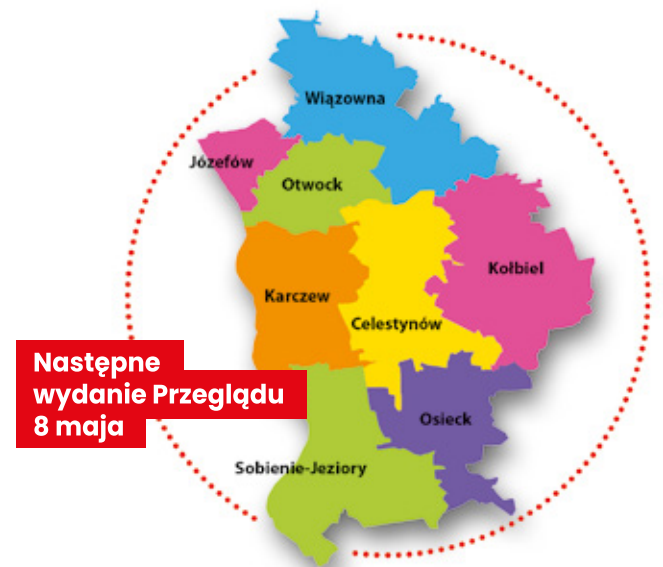 Wiązowna
Józefów
Otwock
Kołbiel
Karczew
Celestynów
Następne
wydanie Przeglądu
8 maja
Osieck
Sobienie-Jeziory